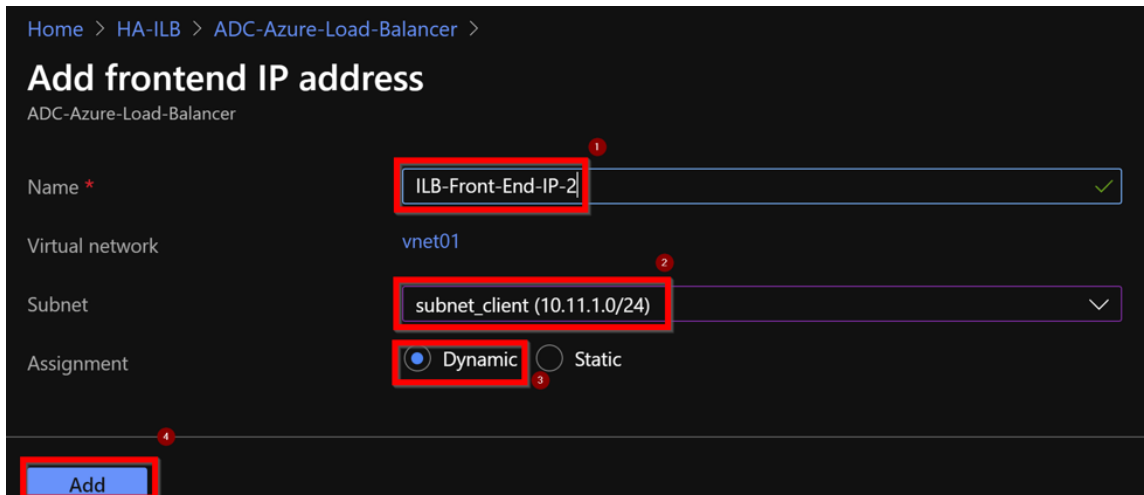 Home > HA-ILB > ADC-Azure-Load-Balancer >
Add frontend IP address
ADC-Azure-Load-Balancer
1
Name * ILB-Front-End-IP-2
Virtual network vnet01
2
Subnet subnet_client (10.11.1.0/24)
Assignment Dynamic Static
3
4
Add